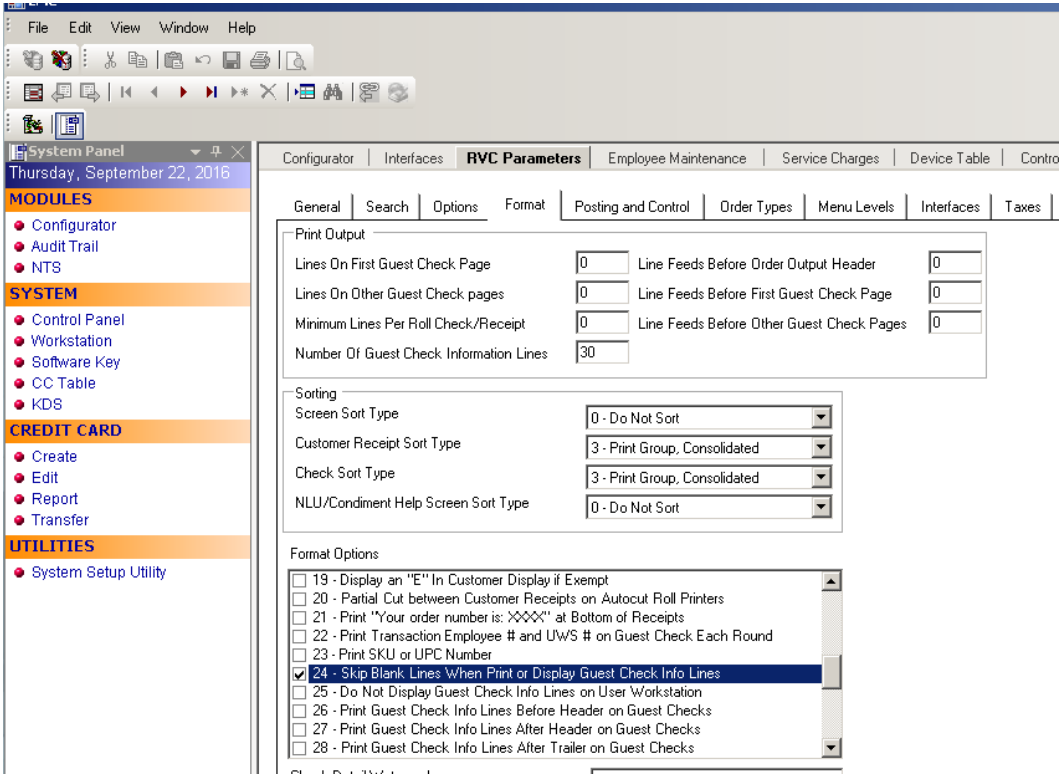 File Edit View Window Help
System Panel
Thursday, September 22, 2016
MODULES
Configurator
Audit Trail
NTS
SYSTEM
Control Panel
Workstation
Software Key
CC Table
KDS
CREDIT CARD
Create
Edit
Report
Transfer
UTILITIES
System Setup Utility
Configurator | Interfaces RVC Parameters Employee Maintenance | Service Charges | Device Table | Contro
General Search Options Format Posting and Control Order Types Menu Levels Interfaces Taxes
Print Output
Lines On First Guest Check Page 0 Line Feeds Before Order Output Header 0
Lines On Other Guest Check pages 0 Line Feeds Before First Guest Check Page 0
Minimum Lines Per Roll Check/Receipt 0 Line Feeds Before Other Guest Check Pages 0
Number Of Guest Check Information Lines 30
Sorting
Screen Sort Type 0 - Do Not Sort
Customer Receipt Sort Type 3 - Print Group, Consolidated
Check Sort Type 3 - Print Group, Consolidated
NLU/Condiment Help Screen Sort Type 0 - Do Not Sort
Format Options
19 - Display an "E" In Customer Display if Exempt
20 - Partial Cut between Customer Receipts on Autocut Roll Printers
21 - Print "Your order number is: XXXX" at Bottom of Receipts
22 - Print Transaction Employee # and UWS # on Guest Check Each Round
23 - Print SKU or UPC Number
24 - Skip Blank Lines When Print or Display Guest Check Info Lines
25 - Do Not Display Guest Check Info Lines on User Workstation
26 - Print Guest Check Info Lines Before Header on Guest Checks
27 - Print Guest Check Info Lines After Header on Guest Checks
28 - Print Guest Check Info Lines After Trailer on Guest Checks